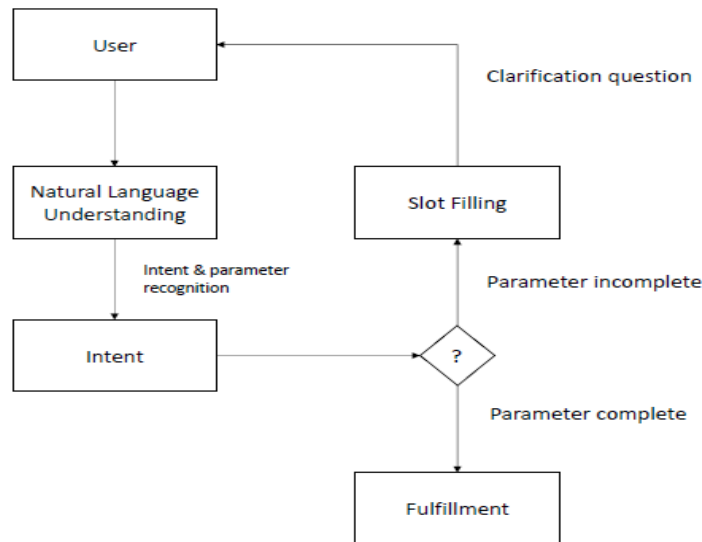 User
Clarification question
Natural Language
Understanding
Slot Filling
Intent & parameter
recognition
Parameter incomplete
Intent
?
Parameter complete
Fulfillment